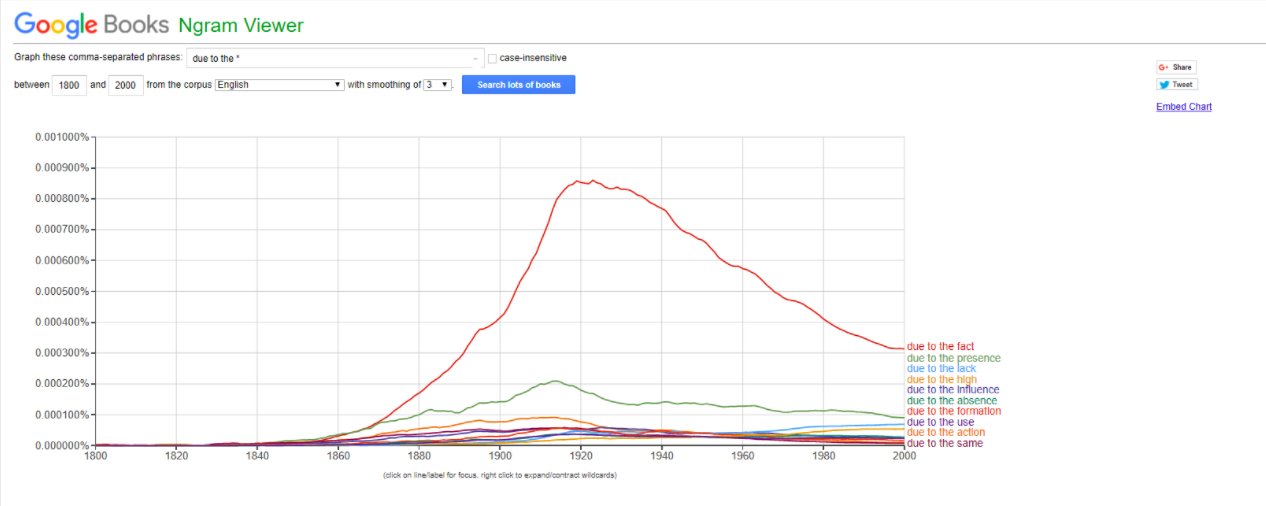 Google Books Ngram Viewer
Graph these comma-separated phrases: due to the * case-insensitive
between 1800 and 2000 from the corpus English with smoothing of 3 . Search lots of books
G+ Share
Tweet
Embed Chart
0.001000%
0.000900%
0.000800%
0.000700%
0.000600%
0.000500%
0.000400%
0.000300%
0.000200%
0.000100%
0.000000%
1800 1820 1840 1860 1880 1900 1920 1940 1960 1980 2000
due to the fact
due to the presence
due to the lack
due to the high
due to the influence
due to the absence
due to the formation
due to the use
due to the action
due to the same
(click on line/label for focus, right click to expand/contract wildcards)